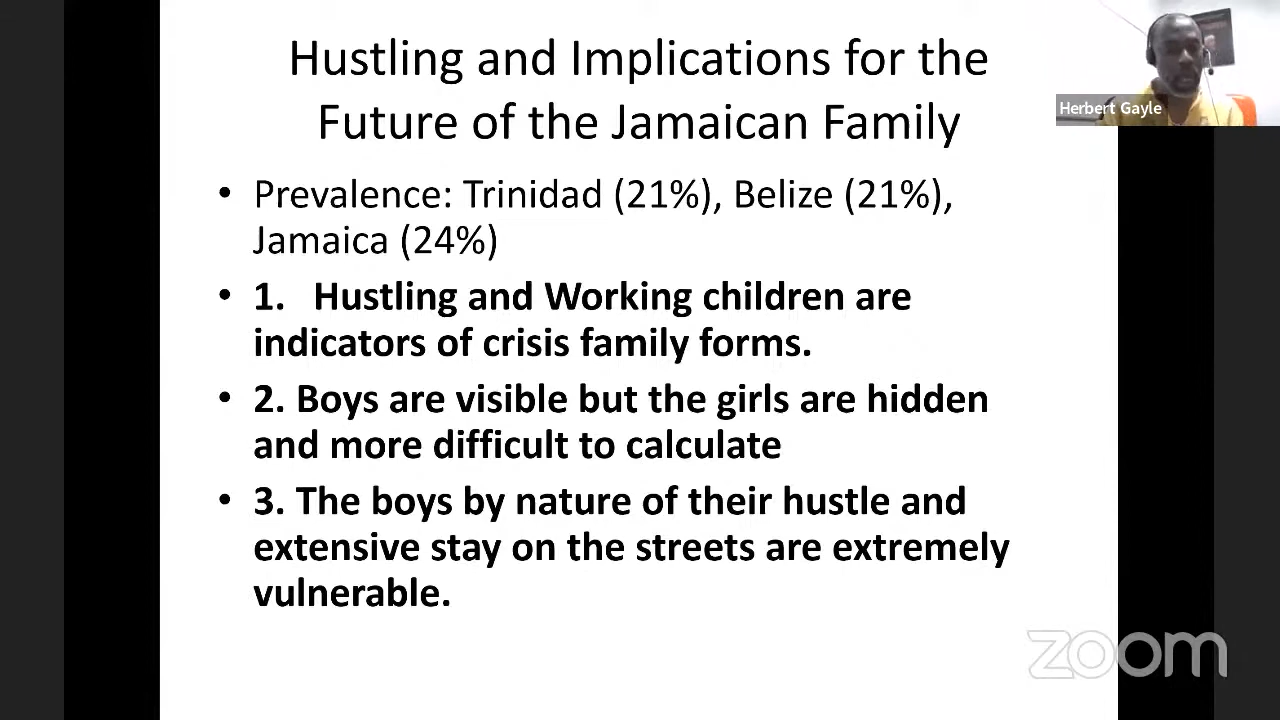 Hustling and Implications for the
Future of the Jamaican Family
Herbert Gayle
• Prevalence: Trinidad (21%), Belize (21%),
Jamaica (24%)
• 1. Hustling and Working children are
indicators of crisis family forms.
• 2. Boys are visible but the girls are hidden
and more difficult to calculate
• 3. The boys by nature of their hustle and
extensive stay on the streets are extremely
vulnerable.
zoom